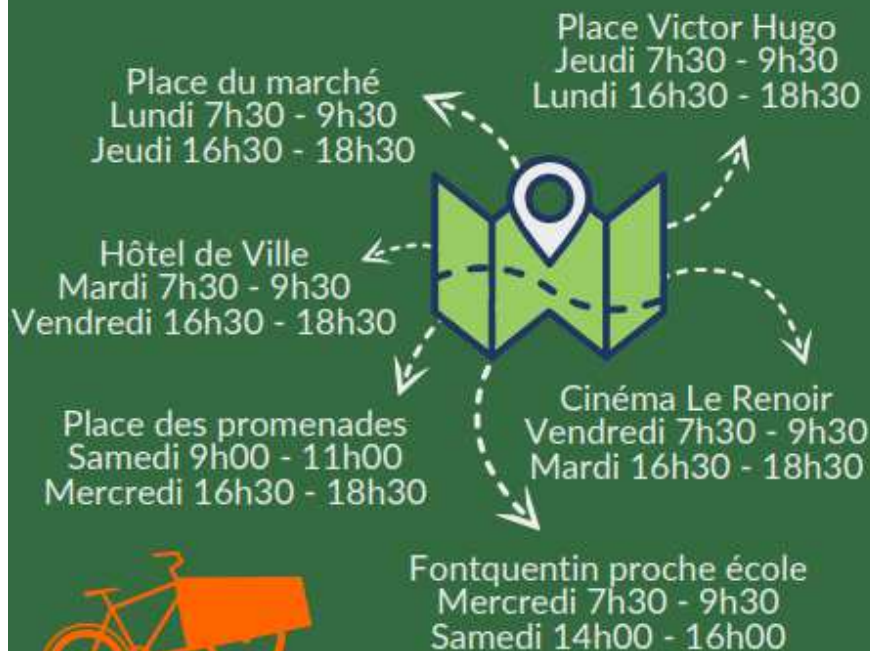 Place Victor Hugo
Jeudi 7h30 - 9h30
Lundi 16h30 - 18h30
Place du marché
Lundi 7h30 - 9h30
Jeudi 16h30 - 18h30
Hôtel de Ville
Mardi 7h30 - 9h30
Vendredi 16h30 - 18h30
Cinéma Le Renoir
Vendredi 7h30 - 9h30
Mardi 16h30 - 18h30
Place des promenades
Samedi 9h00 - 11h00
Mercredi 16h30 - 18h30
Fontquentin proche école
Mercredi 7h30 - 9h30
Samedi 14h00 - 16h00